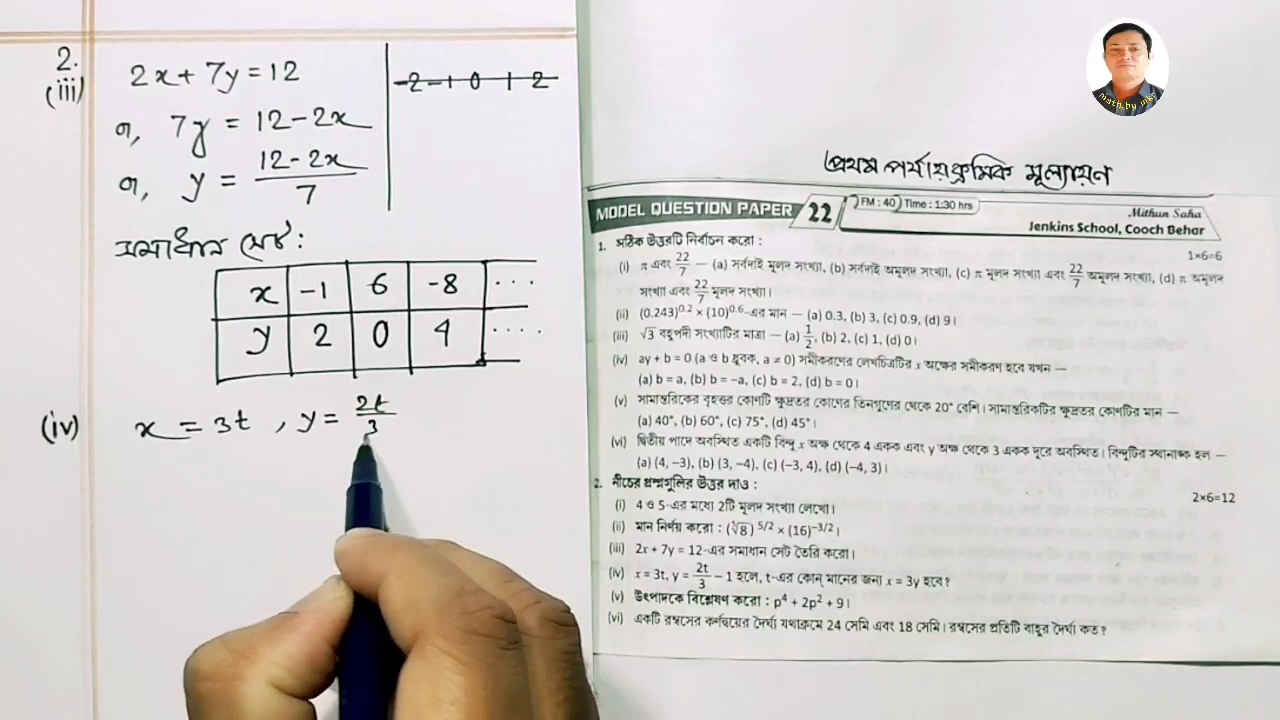 2.
(iii) 2x + 7y = 12
বা, 7y = 12 - 2x
বা, y = 12 - 2x / 7
-2 -1 0 1 2
সমাধান সেট :
x -1 6 -8 ....
y 2 0 4 ....
(iv) x = 3t , y = 2t/3
math by mkr
প্রথম পর্যায়ক্রমিক মূল্যায়ন
MODEL QUESTION PAPER 22 FM : 40 Time : 1:30 hrs
Mithun Saha
Jenkins School, Cooch Behar
1. সঠিক উত্তরটি নির্বাচন করো : 1×6=6
(i) π এবং 22/7 — (a) সর্বদাই মূলদ সংখ্যা, (b) সর্বদাই অমূলদ সংখ্যা, (c) π মূলদ সংখ্যা এবং 22/7 অমূলদ সংখ্যা, (d) π অমূলদ
সংখ্যা এবং 22/7 মূলদ সংখ্যা।
(ii) (0.243)^0.2 × (10)^0.6-এর মান — (a) 0.3, (b) 3, (c) 0.9, (d) 9।
(iii) √3 বহুপদী সংখ্যাটির মাত্রা — (a) 1/2, (b) 2, (c) 1, (d) 0।
(iv) ay + b = 0 (a ও b ধ্রুবক, a ≠ 0) সমীকরণের লেখচিত্রটির x অক্ষের সমীকরণ হবে যখন —
(a) b = a, (b) b = –a, (c) b = 2, (d) b = 0।
(v) সামান্তরিকের বৃহত্তর কোণটি ক্ষুদ্রতর কোণের তিনগুণের থেকে 20° বেশি। সামান্তরিকটির ক্ষুদ্রতর কোণটির মান —
(a) 40°, (b) 60°, (c) 75°, (d) 45°।
(vi) দ্বিতীয় পাদে অবস্থিত একটি বিন্দু x অক্ষ থেকে 4 একক এবং y অক্ষ থেকে 3 একক দূরে অবস্থিত। বিন্দুটির স্থানাঙ্ক হল —
(a) (4, –3), (b) (3, –4), (c) (–3, 4), (d) (–4, 3)।
2. নীচের প্রশ্নগুলির উত্তর দাও : 2×6=12
(i) 4 ও 5-এর মধ্যে 2টি মূলদ সংখ্যা লেখো।
(ii) মান নির্ণয় করো : (∛8)^5/2 × (16)^–3/2।
(iii) 2x + 7y = 12-এর সমাধান সেট তৈরি করো।
(iv) x = 3t, y = 2t/3 – 1 হলে, t-এর কোন্ মানের জন্য x = 3y হবে?
(v) উৎপাদকে বিশ্লেষণ করো : p⁴ + 2p² + 9।
(vi) একটি রম্বসের কর্ণদ্বয়ের দৈর্ঘ্য যথাক্রমে 24 সেমি এবং 18 সেমি। রম্বসের প্রতিটি বাহুর দৈর্ঘ্য কত?